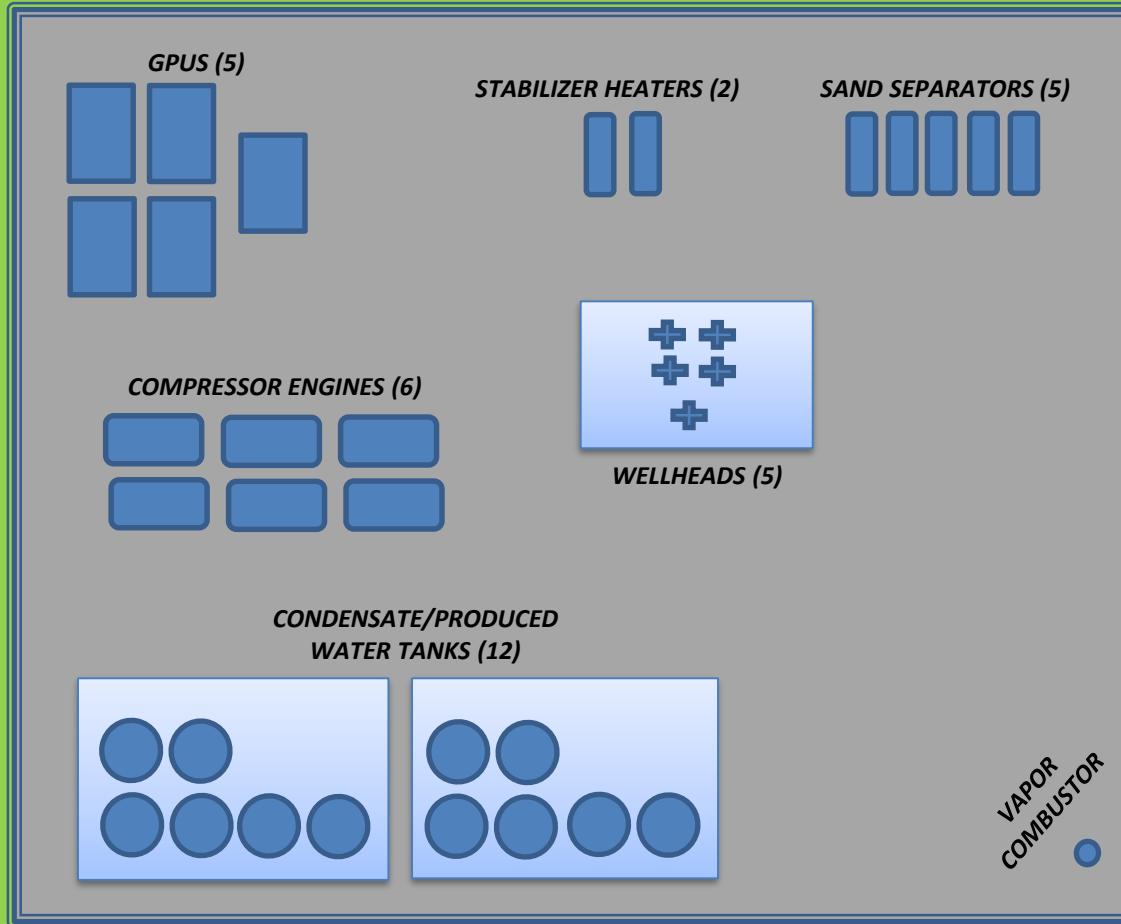 GPUS (5)
STABILIZER HEATERS (2)
SAND SEPARATORS (5)
COMPRESSOR ENGINES (6)
WELLHEADS (5)
CONDENSATE/PRODUCED
WATER TANKS (12)
VAPOR
COMBUSTOR